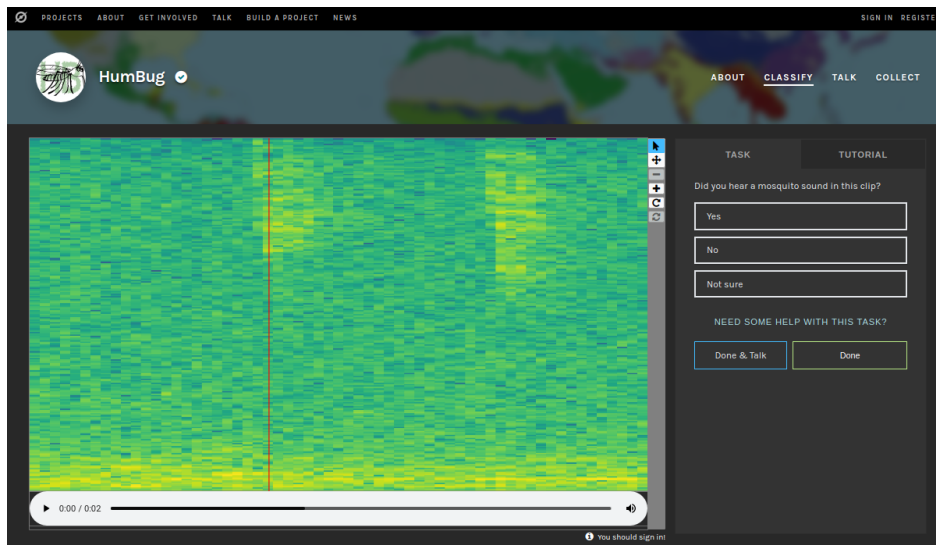 PROJECTS ABOUT GET INVOLVED TALK BUILD A PROJECT NEWS SIGN IN REGISTE
HumBug
ABOUT CLASSIFY TALK COLLECT
TASK TUTORIAL
Did you hear a mosquito sound in this clip?
Yes
No
Not sure
NEED SOME HELP WITH THIS TASK?
Done & Talk Done
0:00 / 0:02
You should sign in!